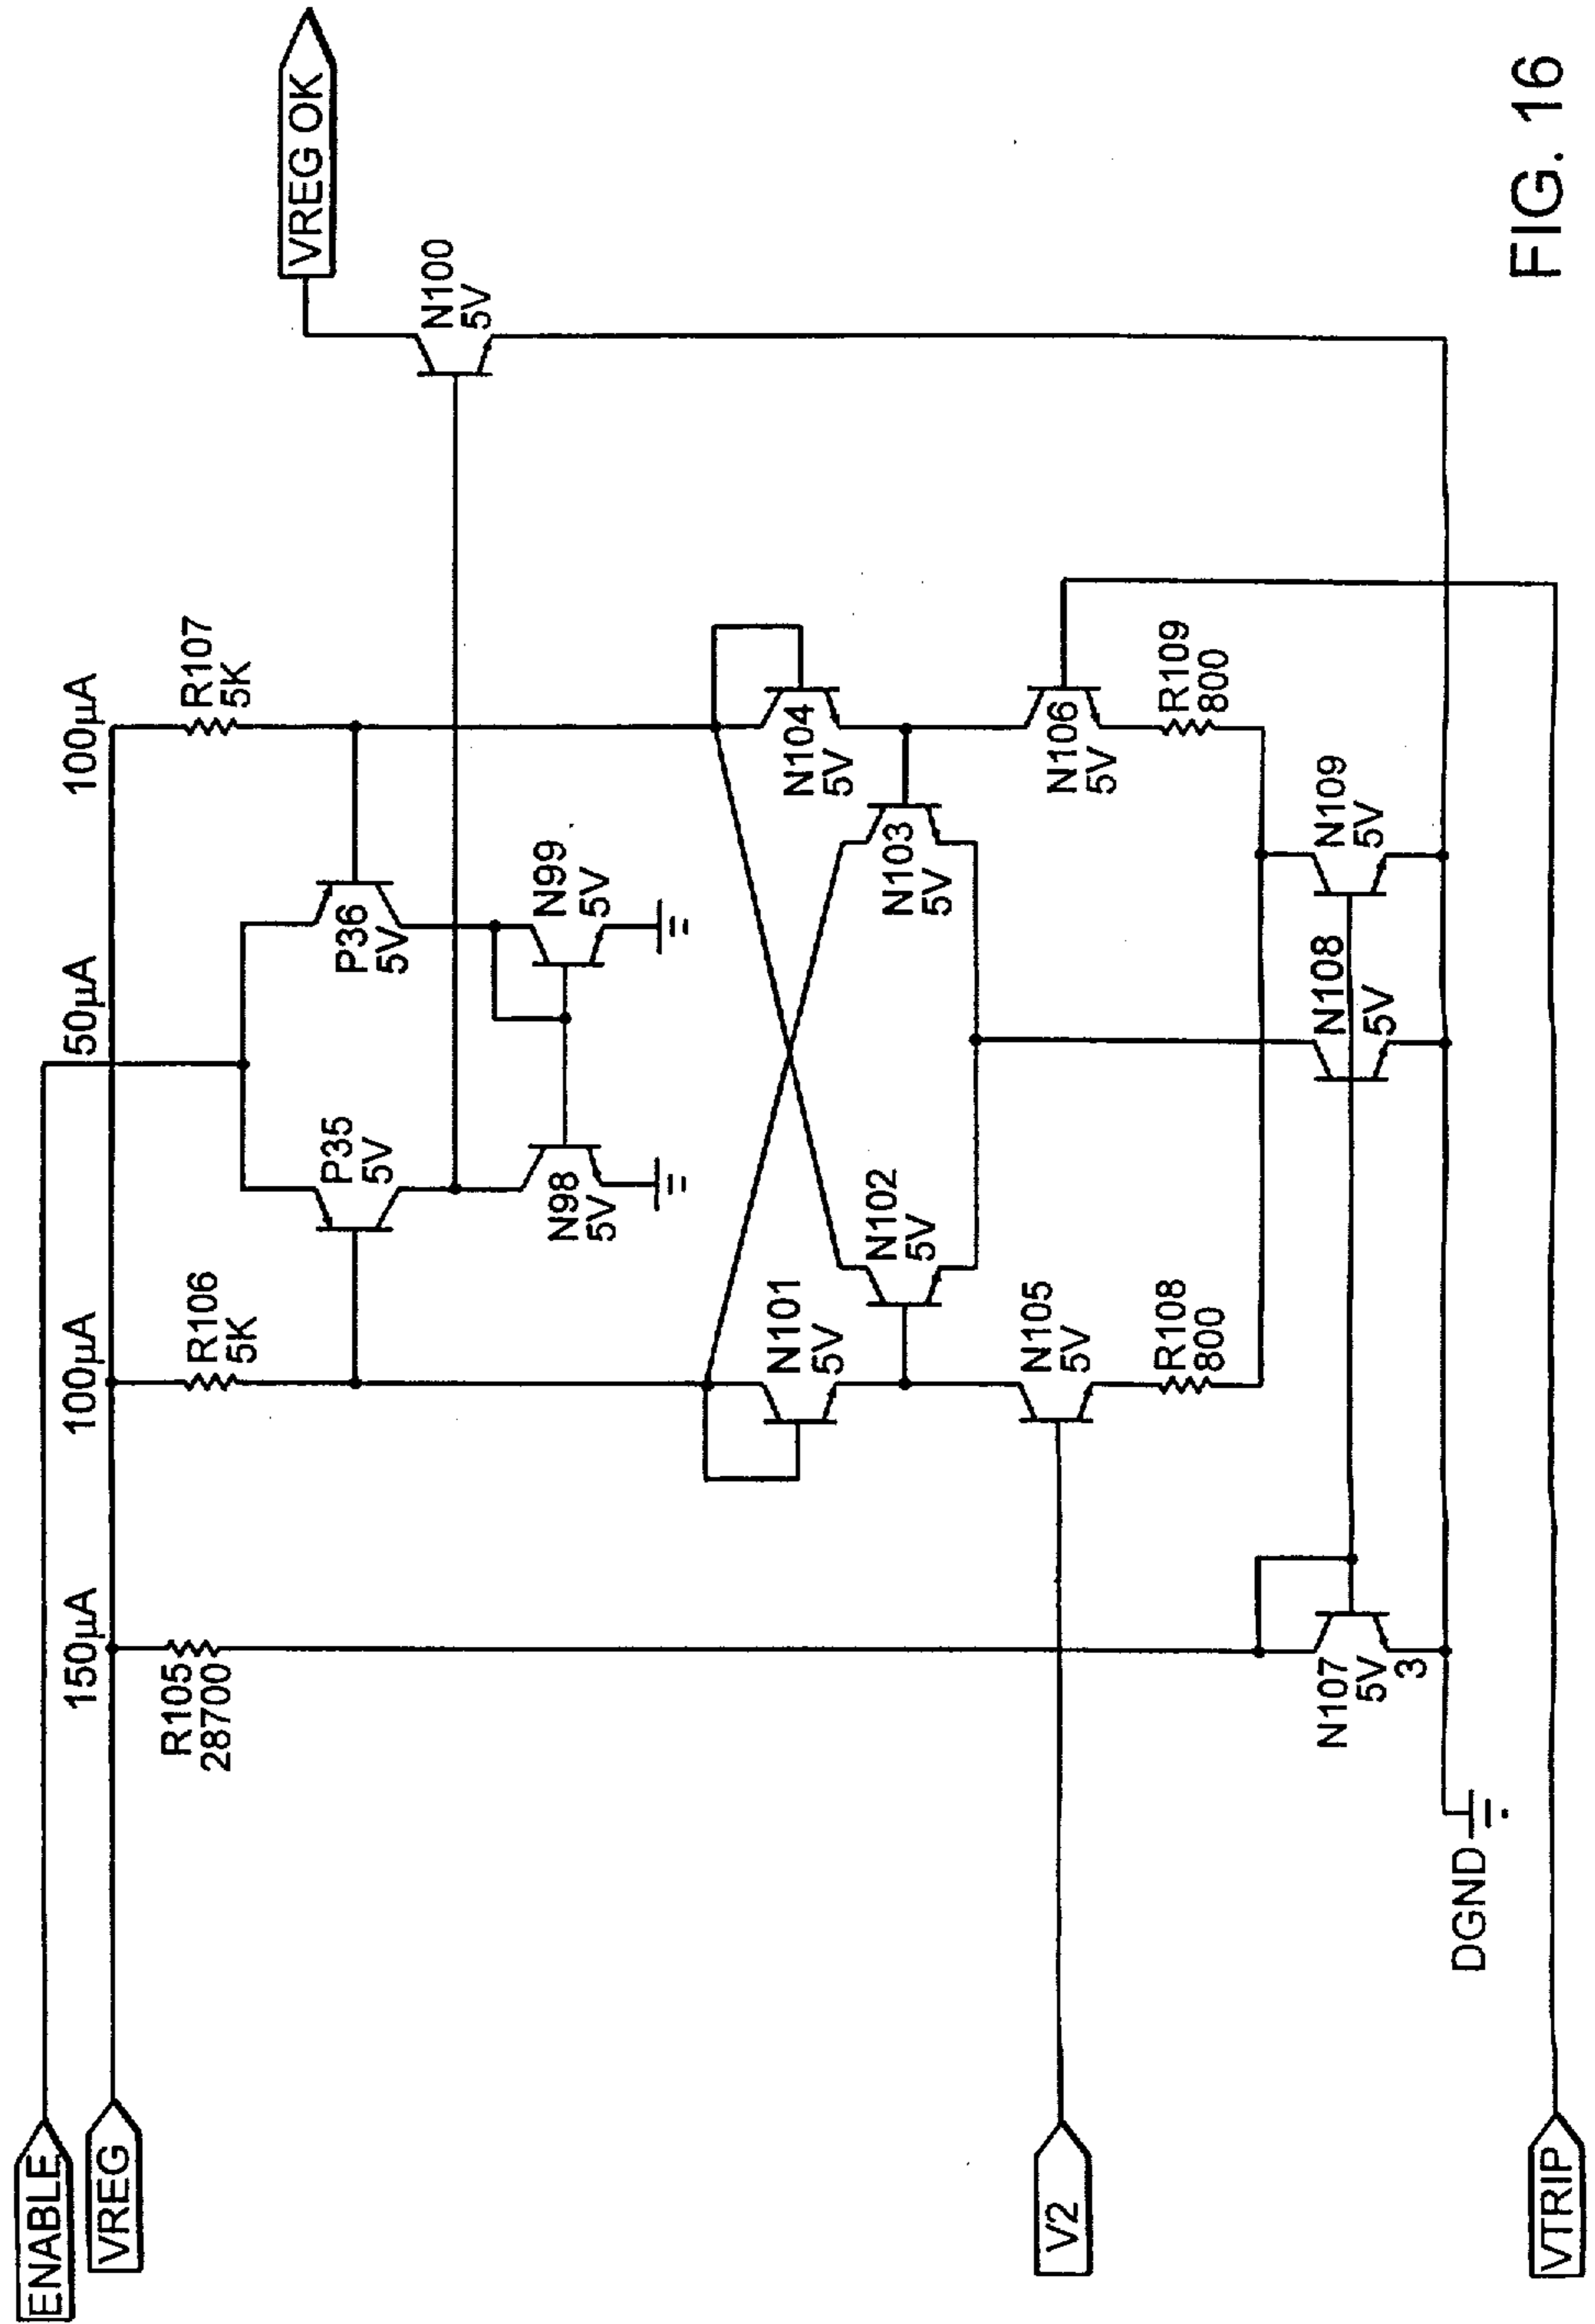 ENABLE
VREG
150µA
100µA
50µA
100µA
R105
28700
R106
5K
R107
5K
VREG OK
P35
5V
P36
5V
N100
5V
N98
5V
N99
5V
N101
5V
N102
5V
N103
5V
N104
5V
V2
N105
5V
N106
5V
R108
800
R109
800
N107
5V
3
N108
5V
N109
5V
DGND
VTRIP
FIG. 16